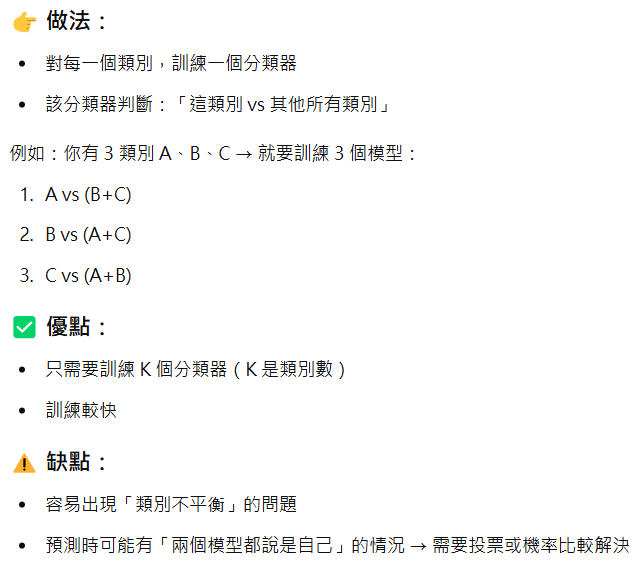 👉 做法：
• 對每一個類別，訓練一個分類器
• 該分類器判斷：「這類別 vs 其他所有類別」
例如：你有 3 類別 A、B、C → 就要訓練 3 個模型：
1. A vs (B+C)
2. B vs (A+C)
3. C vs (A+B)
✅ 優點：
• 只需要訓練 K 個分類器（K 是類別數）
• 訓練較快
⚠️ 缺點：
• 容易出現「類別不平衡」的問題
• 預測時可能有「兩個模型都說是自己」的情況 → 需要投票或機率比較解決